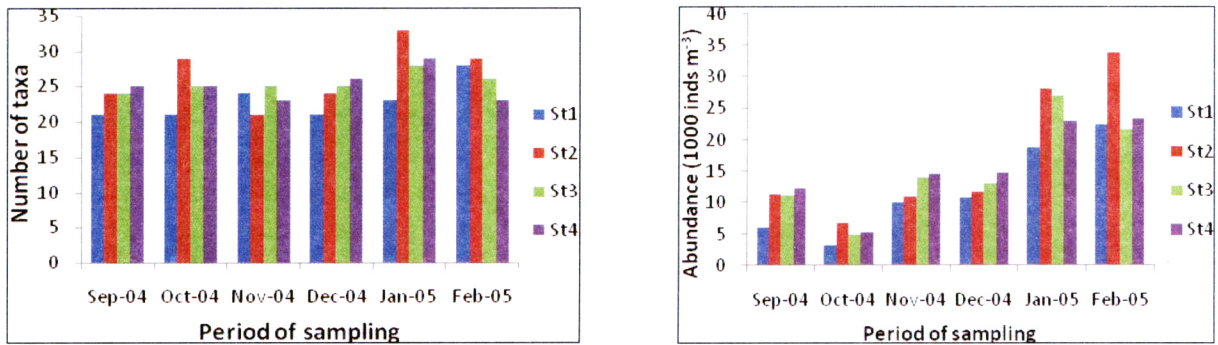 Number of taxa
35
30
25
20
15
10
5
0
Sep-04 Oct-04 Nov-04 Dec-04 Jan-05 Feb-05
Period of sampling
St1
St2
St3
St4
Abundance (1000 inds m⁻³)
40
35
30
25
20
15
10
5
0
Sep-04 Oct-04 Nov-04 Dec-04 Jan-05 Feb-05
Period of sampling
St1
St2
St3
St4